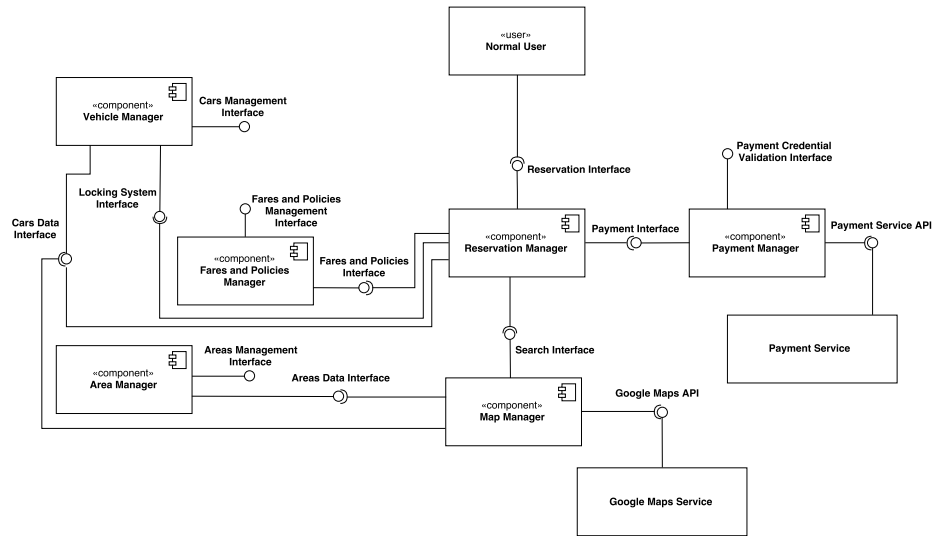 «user»
Normal User
«component»
Vehicle Manager
Cars Management
Interface
Payment Credential
Validation Interface
Reservation Interface
Locking System
Interface
Fares and Policies
Management
Interface
Cars Data
Interface
«component»
Reservation Manager
Payment Interface
«component»
Payment Manager
Payment Service API
«component»
Fares and Policies
Manager
Fares and Policies
Interface
Payment Service
Search Interface
Areas Management
Interface
«component»
Area Manager
Areas Data Interface
«component»
Map Manager
Google Maps API
Google Maps Service